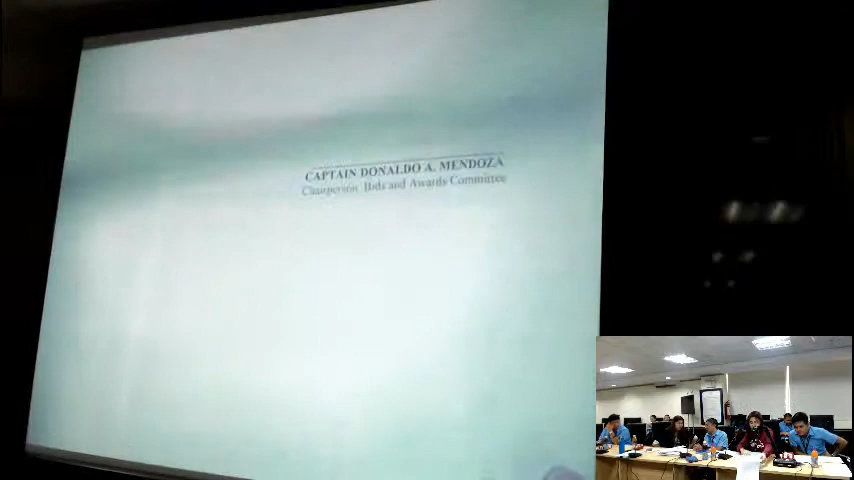 CAPTAIN DONALDO A. MENDOZA
Chairperson Bids and Awards Committee